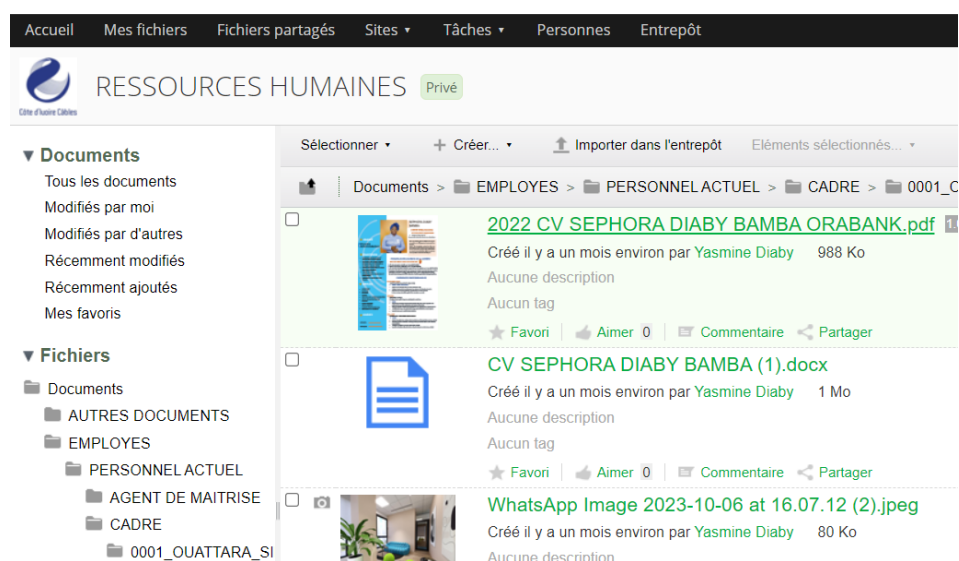 Accueil Mes fichiers Fichiers partagés Sites Tâches Personnes Entrepôt
Côte d'Ivoire Câbles
RESSOURCES HUMAINES Privé
Documents
Tous les documents
Modifiés par moi
Modifiés par d'autres
Récemment modifiés
Récemment ajoutés
Mes favoris
Fichiers
Documents
AUTRES DOCUMENTS
EMPLOYES
PERSONNEL ACTUEL
AGENT DE MAITRISE
CADRE
0001_OUATTARA_SI
Sélectionner + Créer... Importer dans l'entrepôt Eléments sélectionnés...
Documents > EMPLOYES > PERSONNEL ACTUEL > CADRE > 0001_O
2022 CV SEPHORA DIABY BAMBA ORABANK.pdf
Créé il y a un mois environ par Yasmine Diaby 988 Ko
Aucune description
Aucun tag
Favori Aimer 0 Commentaire Partager
CV SEPHORA DIABY BAMBA (1).docx
Créé il y a un mois environ par Yasmine Diaby 1 Mo
Aucune description
Aucun tag
Favori Aimer 0 Commentaire Partager
WhatsApp Image 2023-10-06 at 16.07.12 (2).jpeg
Créé il y a un mois environ par Yasmine Diaby 80 Ko
Aucune description